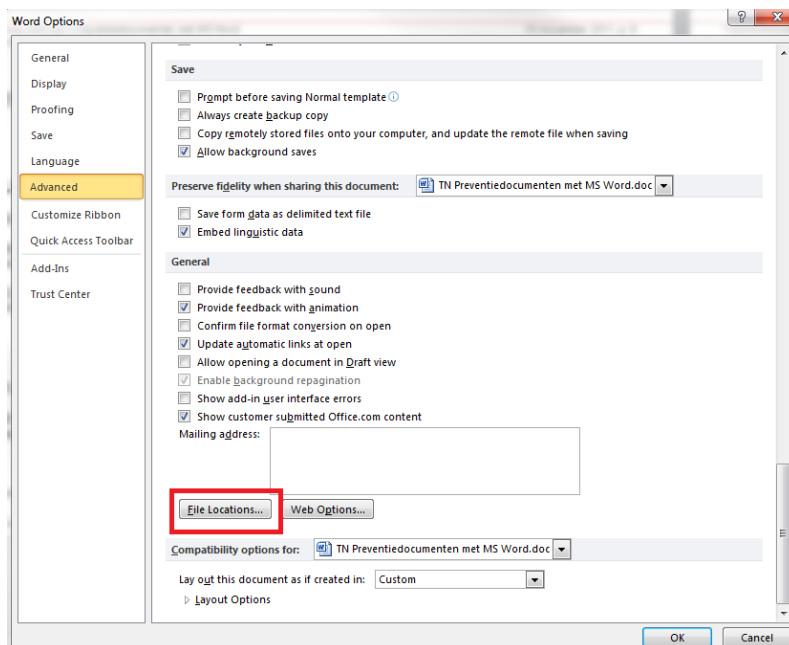 Word Options
General
Display
Proofing
Save
Language
Advanced
Customize Ribbon
Quick Access Toolbar
Add-Ins
Trust Center
Save
Prompt before saving Normal template
Always create backup copy
Copy remotely stored files onto your computer, and update the remote file when saving
Allow background saves
Preserve fidelity when sharing this document: TN Preventiedocumenten met MS Word.doc
Save form data as delimited text file
Embed linguistic data
General
Provide feedback with sound
Provide feedback with animation
Confirm file format conversion on open
Update automatic links at open
Allow opening a document in Draft view
Enable background repagination
Show add-in user interface errors
Show customer submitted Office.com content
Mailing address:
File Locations... Web Options...
Compatibility options for: TN Preventiedocumenten met MS Word.doc
Lay out this document as if created in: Custom
Layout Options
OK Cancel